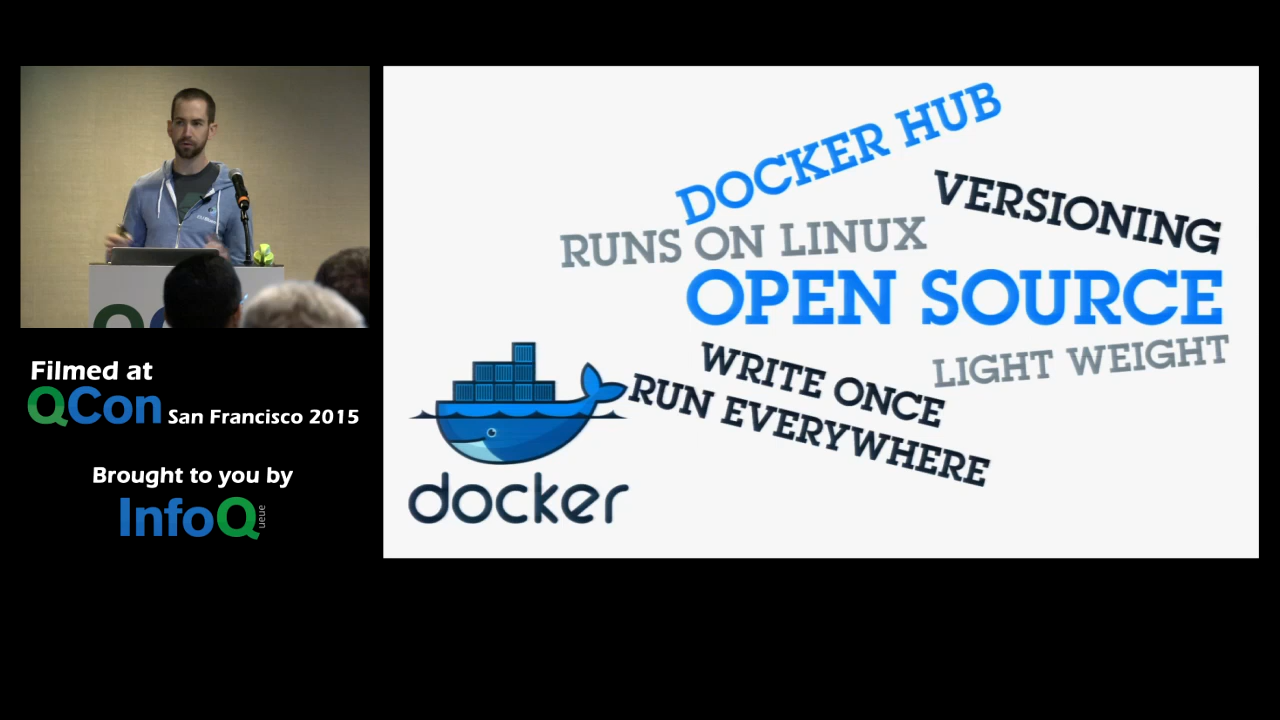 DOCKER HUB
VERSIONING
RUNS ON LINUX
OPEN SOURCE
LIGHT WEIGHT
WRITE ONCE
RUN EVERYWHERE
docker
Filmed at
QCon San Francisco 2015
Brought to you by
InfoQ
ueue